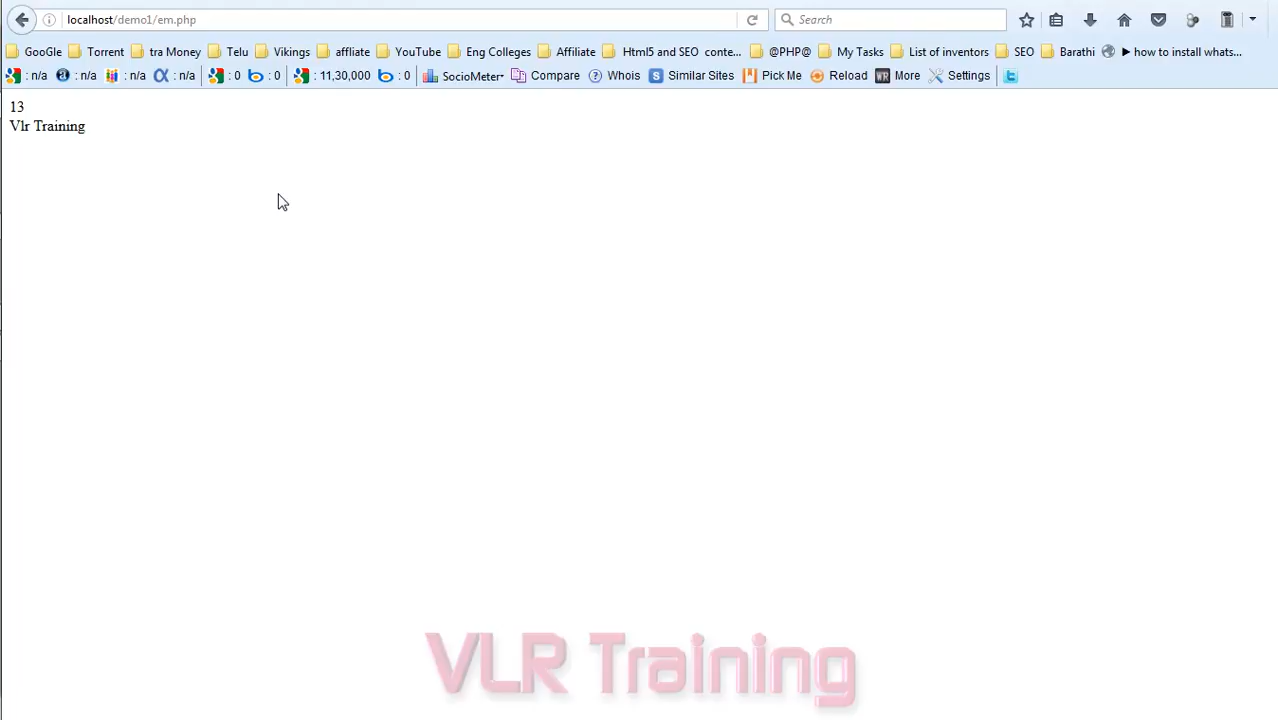 localhost/demo1/em.php Search
GooGle Torrent tra Money Telu Vikings affiliate YouTube Eng Colleges Affiliate Html5 and SEO conte... @PHP@ My Tasks List of inventors SEO Barathi ▶ how to install whats...
: n/a : n/a : n/a : n/a : 0 : 0 : 11,30,000 : 0 SocioMeter Compare Whois Similar Sites Pick Me Reload More Settings
13
Vlr Training
VLR Training